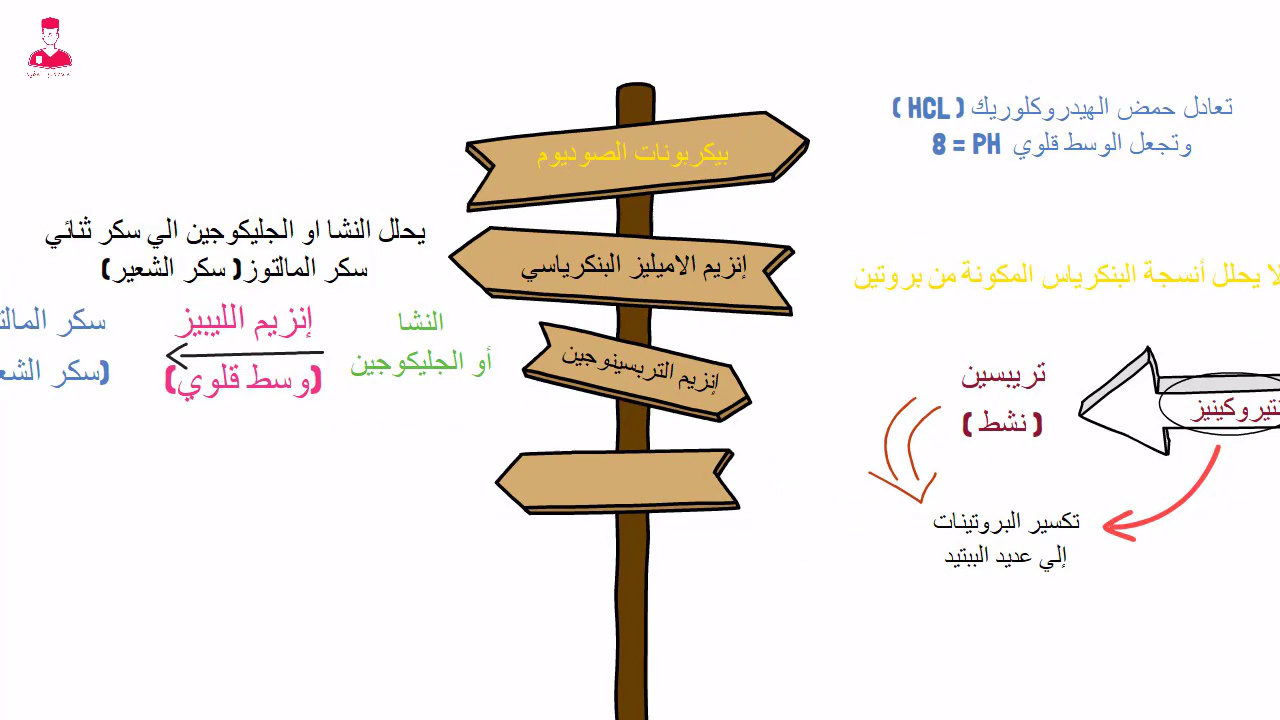 تعادل حمض الهيدروكلوريك ( HCL )
وتجعل الوسط قلوي PH = 8
بيكربونات الصوديوم
يحلل النشا او الجليكوجين الي سكر ثنائي
سكر المالتوز( سكر الشعير)
إنزيم الاميليز البنكرياسي
لا يحلل أنسجة البنكرياس المكونة من بروتين
النشا
أو الجليكوجين
إنزيم الليبيز
(وسط قلوي)
سكر
(سكر
إنزيم التربسينوجين
تريبسين
( نشط )
تكسير البروتينات
إلي عديد الببتيد